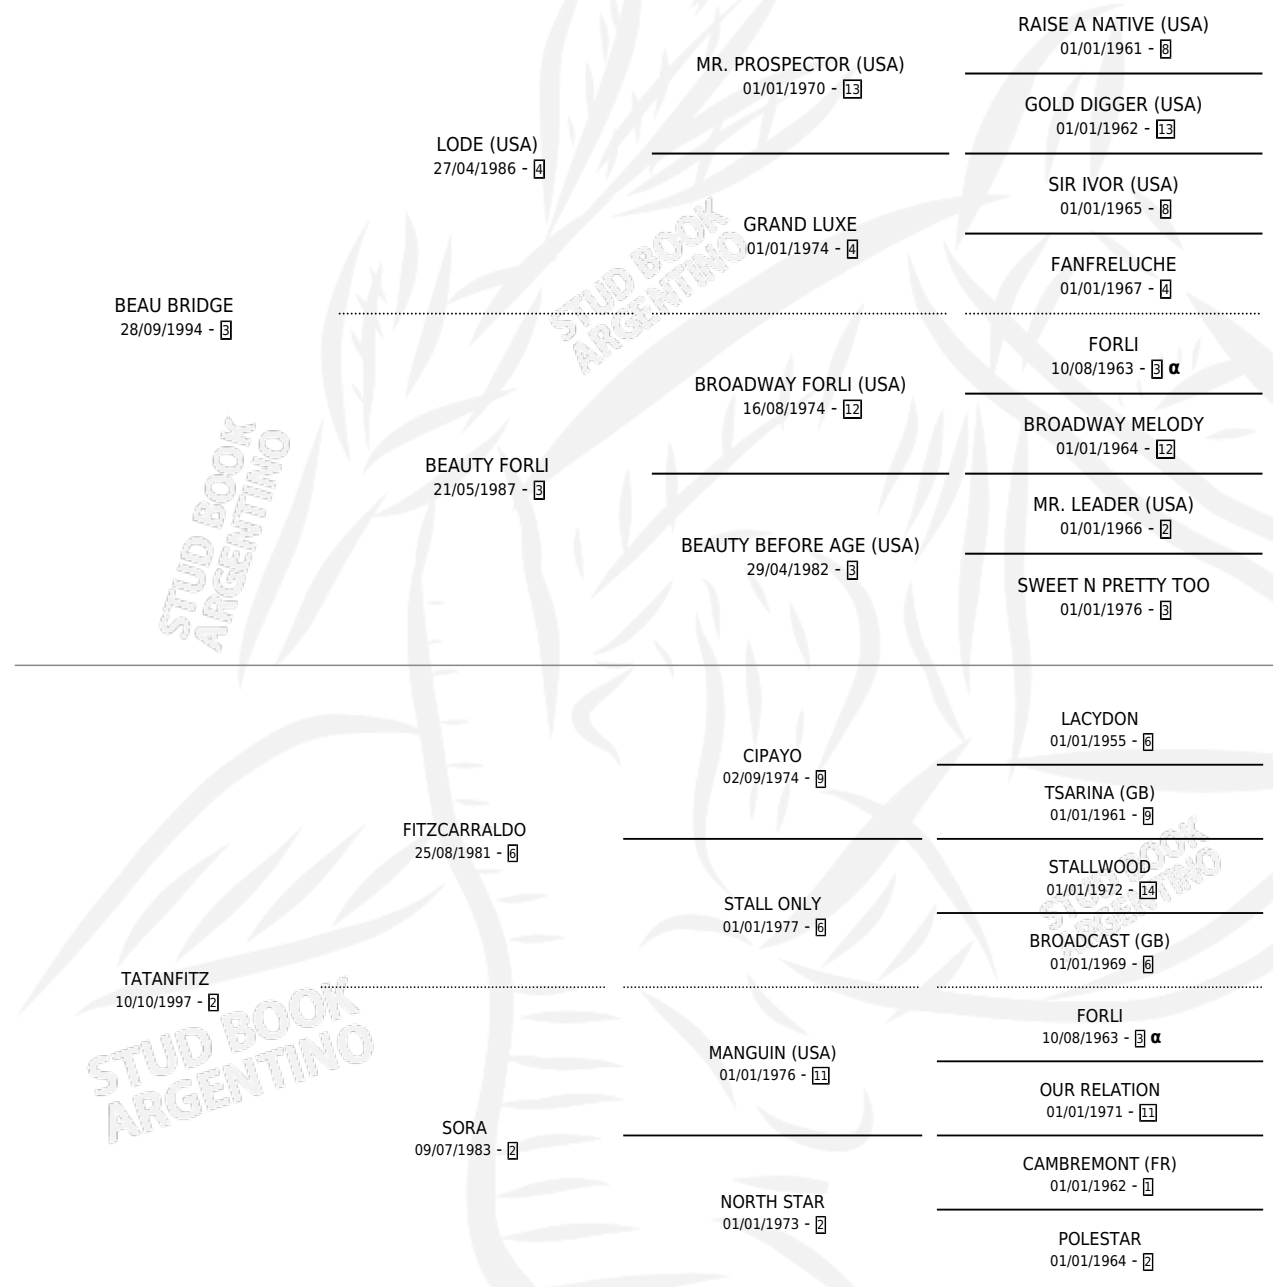 RAISE A NATIVE (USA)
01/01/1961 - 8
MR. PROSPECTOR (USA)
01/01/1970 - 13
GOLD DIGGER (USA)
01/01/1962 - 13
LODE (USA)
27/04/1986 - 4
SIR IVOR (USA)
01/01/1965 - 8
GRAND LUXE
01/01/1974 - 4
FANFRELUCHE
01/01/1967 - 4
BEAU BRIDGE
28/09/1994 - 3
FORLI
10/08/1963 - 3 α
BROADWAY FORLI (USA)
16/08/1974 - 12
BROADWAY MELODY
01/01/1964 - 12
BEAUTY FORLI
21/05/1987 - 3
MR. LEADER (USA)
01/01/1966 - 2
BEAUTY BEFORE AGE (USA)
29/04/1982 - 3
SWEET N PRETTY TOO
01/01/1976 - 3
LACYDON
01/01/1955 - 6
CIPAYO
02/09/1974 - 9
TSARINA (GB)
01/01/1961 - 9
FITZCARRALDO
25/08/1981 - 6
STALLWOOD
01/01/1972 - 14
STALL ONLY
01/01/1977 - 6
BROADCAST (GB)
01/01/1969 - 6
TATANFITZ
10/10/1997 - 2
FORLI
10/08/1963 - 3 α
MANGUIN (USA)
01/01/1976 - 11
OUR RELATION
01/01/1971 - 11
SORA
09/07/1983 - 2
CAMBREMONT (FR)
01/01/1962 - 1
NORTH STAR
01/01/1973 - 2
POLESTAR
01/01/1964 - 2
STUD BOOK
ARGENTINO
STUD BOOK
ARGENTINO
STUD BOOK
ARGENTINO
STUD BOOK
ARGENTINO